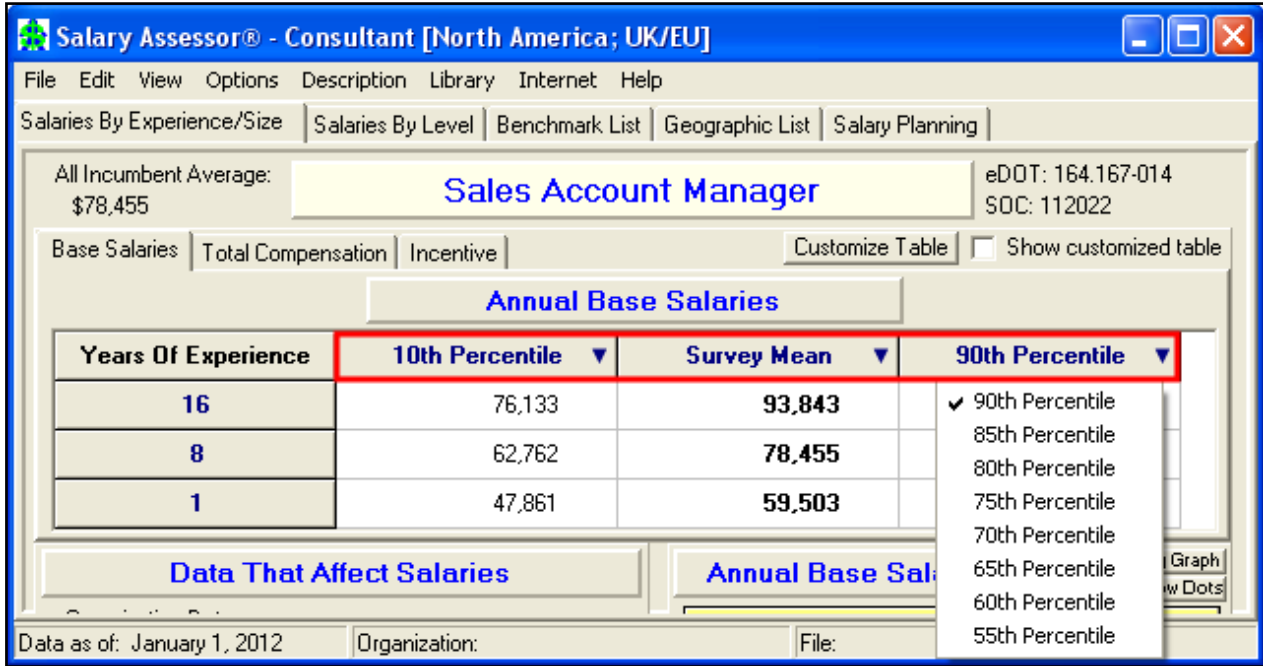 Salary Assessor® - Consultant [North America; UK/EU]
File Edit View Options Description Library Internet Help
Salaries By Experience/Size Salaries By Level Benchmark List Geographic List Salary Planning
All Incumbent Average:
$78,455
Sales Account Manager
eDOT: 164.167-014
SOC: 112022
Base Salaries Total Compensation Incentive Customize Table Show customized table
Annual Base Salaries
Years Of Experience 10th Percentile Survey Mean 90th Percentile
16 76,133 93,843
8 62,762 78,455
1 47,861 59,503
90th Percentile
85th Percentile
80th Percentile
75th Percentile
70th Percentile
65th Percentile
60th Percentile
55th Percentile
Data That Affect Salaries
Annual Base Sal
Graph
Dots
Data as of: January 1, 2012 Organization: File: